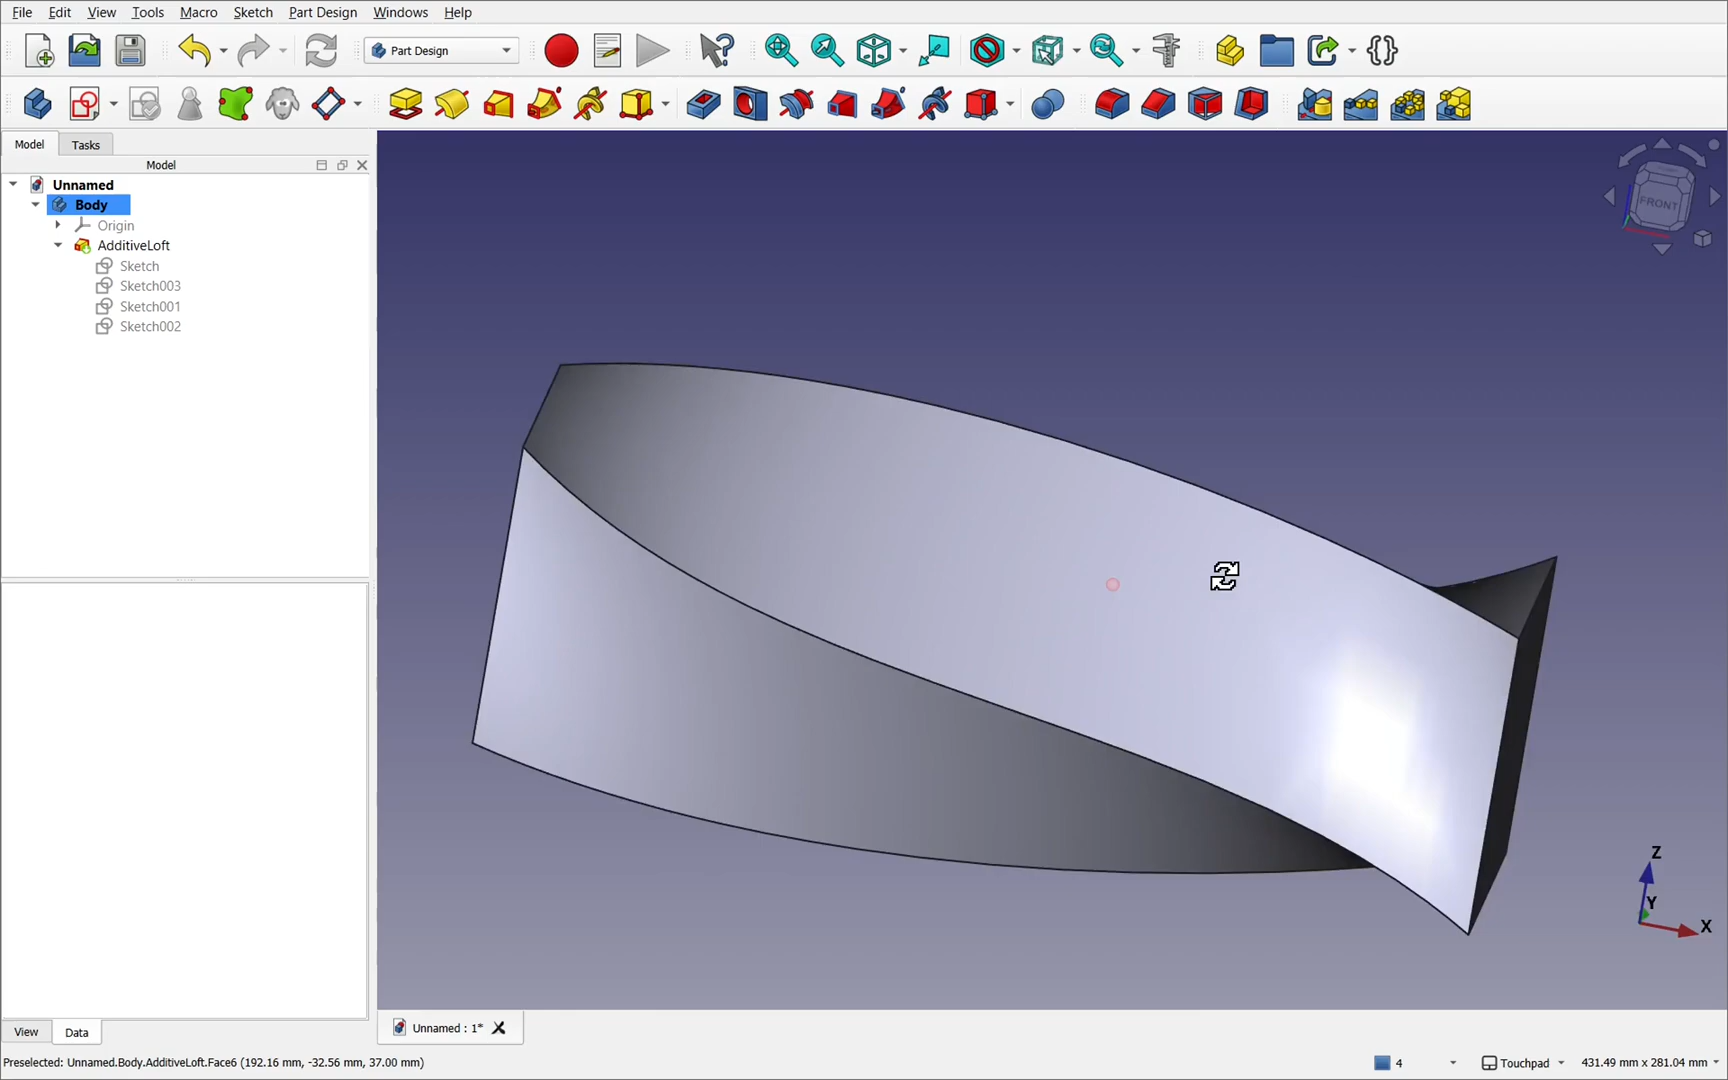 File Edit View Tools Macro Sketch Part Design Windows Help
Part Design
Model Tasks
Model
Unnamed
Body
Origin
AdditiveLoft
Sketch
Sketch003
Sketch001
Sketch002
FRONT
Z
Y
X
View Data
Unnamed : 1*
Preselected: Unnamed.Body.AdditiveLoft.Face6 (192.16 mm, -32.56 mm, 37.00 mm)
4 Touchpad 431.49 mm x 281.04 mm